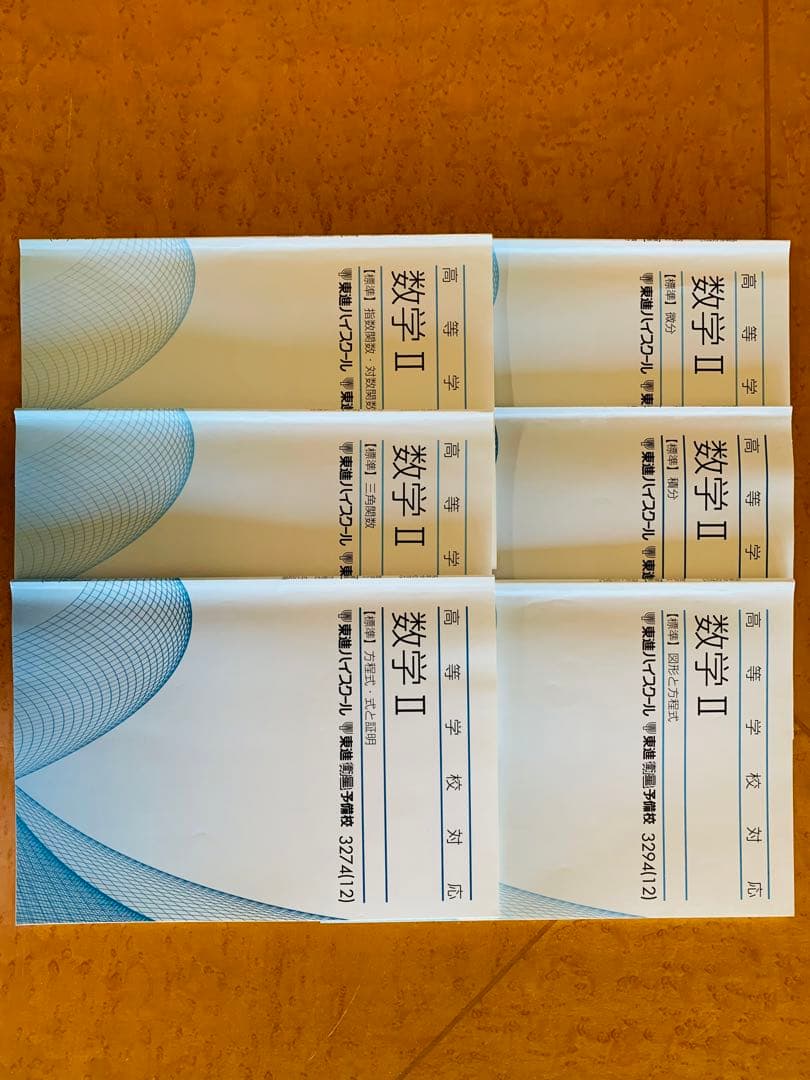 高等学
数学Ⅱ
【標準】指数関数・対数関数
東進ハイスクール 東進
高等学
数学Ⅱ
【標準】微分
東進ハイスクール
高等学
数学Ⅱ
【標準】三角関数
東進ハイスクール 東進
高等学
数学Ⅱ
【標準】積分
東進ハイスクール 東進
高等学校対応
数学Ⅱ
【標準】方程式・式と証明
東進ハイスクール 東進衛星予備校 3274(12)
高等学校対応
数学Ⅱ
【標準】図形と方程式
東進ハイスクール 東進衛星予備校 3294(12)